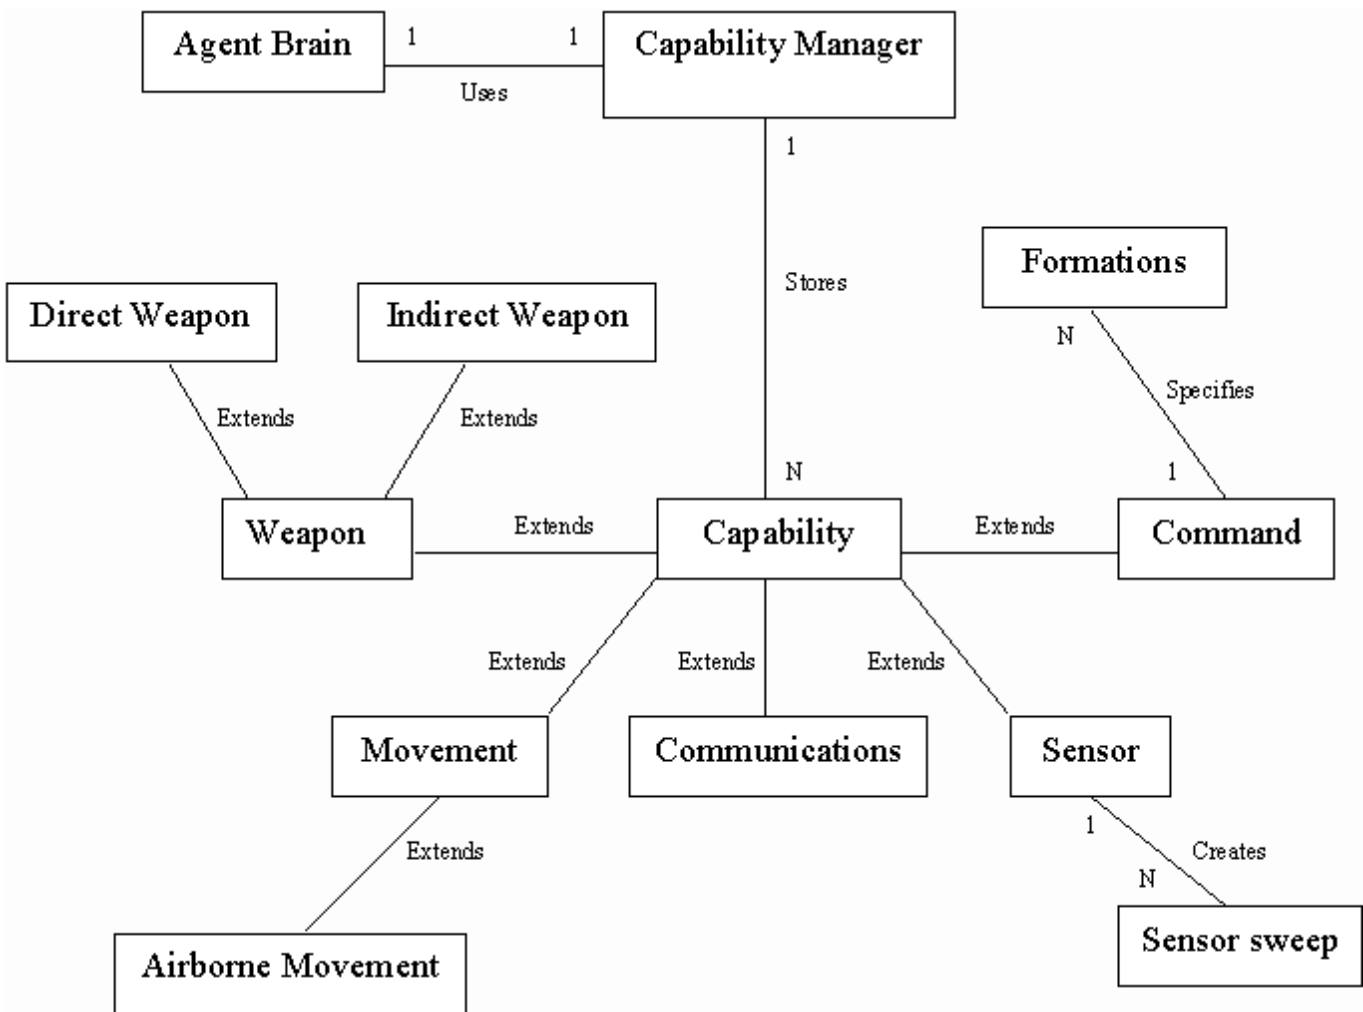 Agent Brain
1
1
Capability Manager
Uses
1
Formations
Direct Weapon
Indirect Weapon
Stores
N
Specifies
Extends
Extends
N
1
Weapon
Extends
Capability
Extends
Command
Extends
Extends
Extends
Movement
Communications
Sensor
1
Extends
Creates
N
Airborne Movement
Sensor sweep